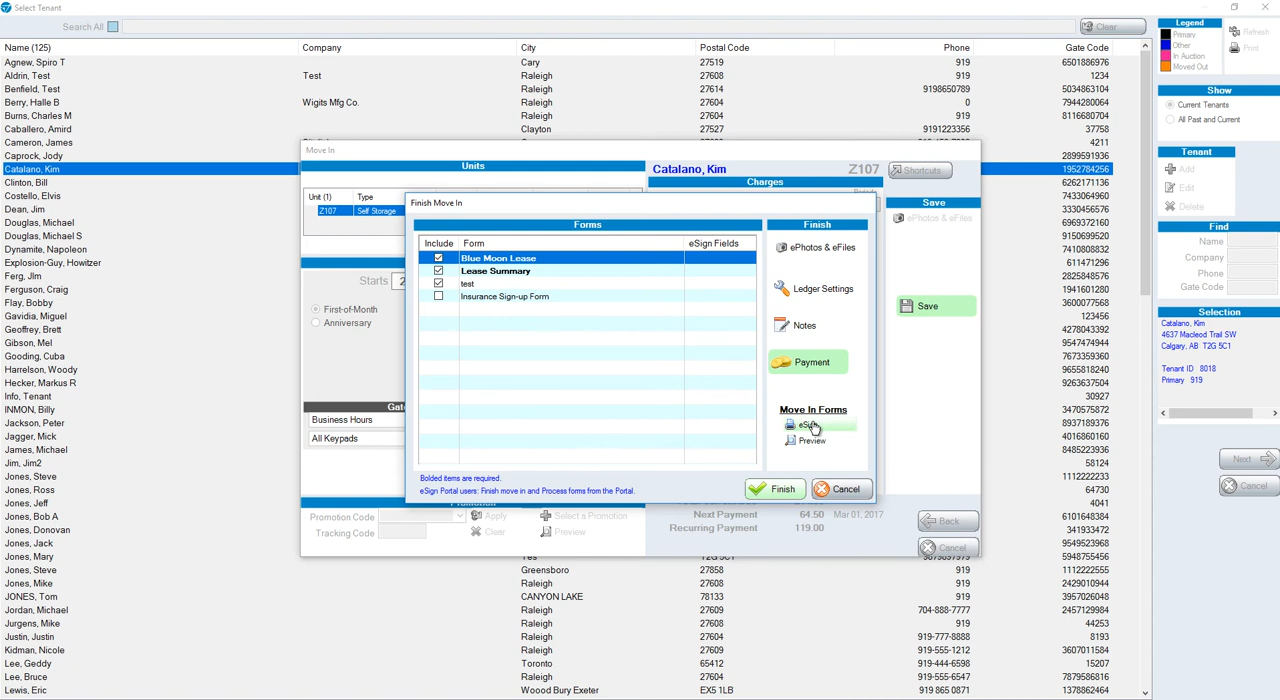 Select Tenant
Search All
Clear
Name (125) Company City Postal Code Phone Gate Code
Agnew, Spiro T Cary 27519 919 6501886976
Aldrin, Test Test Raleigh 27608 919 1234
Benfield, Test Raleigh 27614 9198650789 5034863104
Berry, Halle B Wigits Mfg Co. Raleigh 27604 0 7944280064
Burns, Charles M Raleigh 27604 919 8116680704
Caballero, Amird Clayton 27527 9191223356 37758
Cameron, James 4211
Caprock, Jody 2899591936
Catalano, Kim 1952784256
Clinton, Bill 6262171136
Costello, Elvis 7433064960
Dean, Jim 3330456576
Douglas, Michael 6969372160
Douglas, Michael S 9150699520
Dynamite, Napoleon 7410808832
Explosion-Guy, Howitzer 611471296
Ferg, JIm 2825848576
Ferguson, Craig 1941601280
Flay, Bobby 3600077568
Gavidia, Miguel 123456
Geoffrey, Brett 4278043392
Gibson, Mel 9547474944
Gooding, Cuba 7673359360
Harrelson, Woody 9655818240
Hecker, Markus R 9263637504
Info, Tenant 30927
INMON, Billy 3470575872
Jackson, Peter 8937189376
Jagger, Mick 4016860160
James, Michael 8485223936
Jim, Jim2 58124
Jones, Steve 1112222233
Jones, Ross 64730
Jones, Jeff 4041
Jones, Bob A 6101648384
Jones, Donovan 341933472
Jones, Jack 9549523968
Jones, Mary 5948755456
Jones, Steve Greensboro 27858 919 1112222555
Jones, Mike Raleigh 27608 919 2429010944
JONES, Tom CANYON LAKE 78133 919 3957026048
Jordan, Michael Raleigh 27609 704-888-7777 2457129984
Jurgens, Mike Raleigh 27608 919 44253
Justin, Justin Raleigh 27604 919-777-8888 8193
Kidman, Nicole Raleigh 27609 919-555-1212 3607011584
Lee, Geddy Toronto 65412 919-444-6598 15207
Lee, Bruce Raleigh 27604 919-555-6547 7879586816
Lewis, Eric Woood Bury Exeter EX5 1LB 919 865 0871 1378862464
Move In
Units
Unit (1) Type
Z107 Self Storage
Catalano, Kim Z107
Shortcuts
Charges
Save
ePhotos & eFiles
Save
Starts
First-of-Month
Anniversary
Business Hours
All Keypads
Promotion Code
Apply
Select a Promotion
Tracking Code
Clear
Preview
Next Payment 64.50 Mar 01, 2017
Recurring Payment 119.00
Back
Cancel
Finish Move In
Forms
Include Form eSign Fields
Blue Moon Lease
Lease Summary
test
Insurance Sign-up Form
Bolded items are required.
eSign Portal users: Finish move in and Process forms from the Portal.
Finish
ePhotos & eFiles
Ledger Settings
Notes
Payment
Move In Forms
Preview
Finish
Cancel
Legend
Primary
Other
In Auction
Moved Out
Refresh
Print
Show
Current Tenants
All Past and Current
Tenant
Add
Edit
Delete
Find
Name
Company
Phone
Gate Code
Selection
Catalano, Kim
4637 Macleod Trail SW
Calgary, AB T2G 5C1
Tenant ID 8018
Primary 919
Next
Cancel